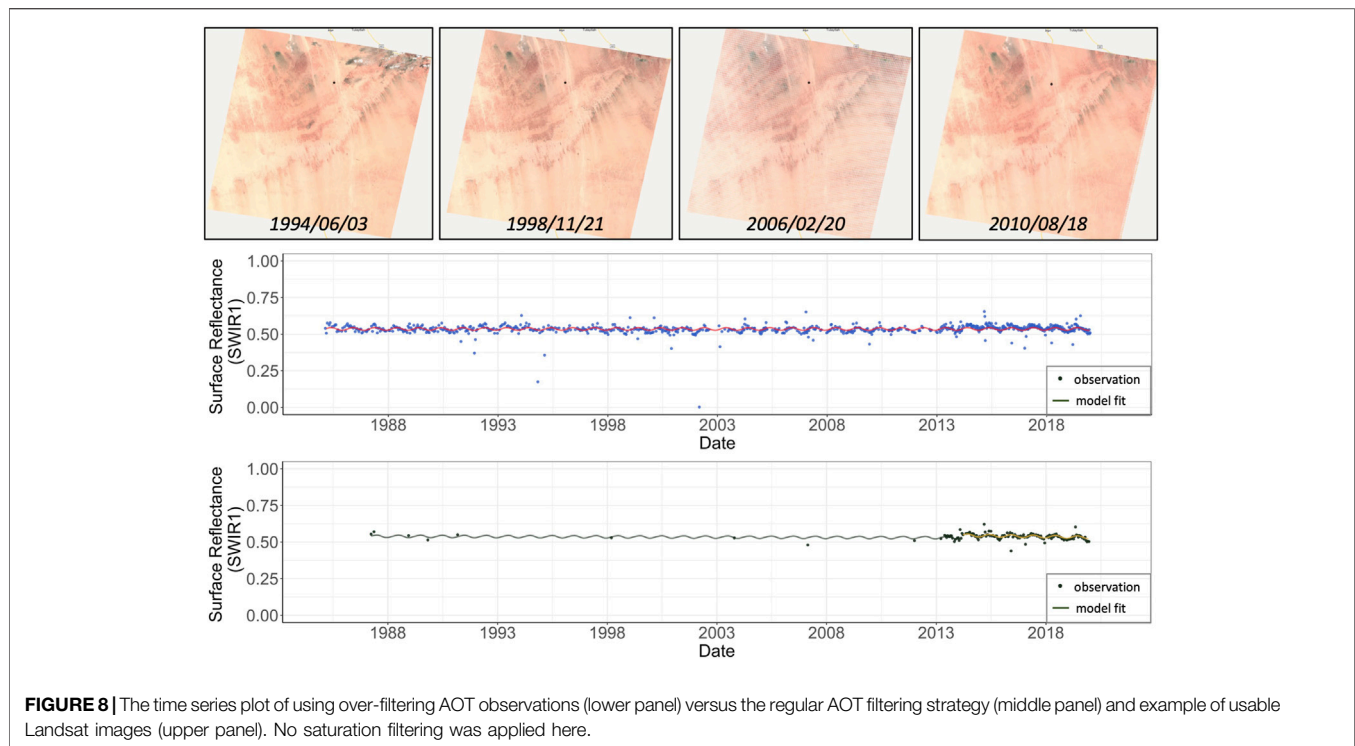 1994/06/03
1998/11/21
2006/02/20
2010/08/18
Surface Reflectance
(SWIR1)
1.00
0.75
0.50
0.25
0.00
observation
model fit
1988
1993
1998
2003
2008
2013
2018
Date
Surface Reflectance
(SWIR1)
1.00
0.75
0.50
0.25
0.00
observation
model fit
1988
1993
1998
2003
2008
2013
2018
Date
FIGURE 8 | The time series plot of using over-filtering AOT observations (lower panel) versus the regular AOT filtering strategy (middle panel) and example of usable
Landsat images (upper panel). No saturation filtering was applied here.